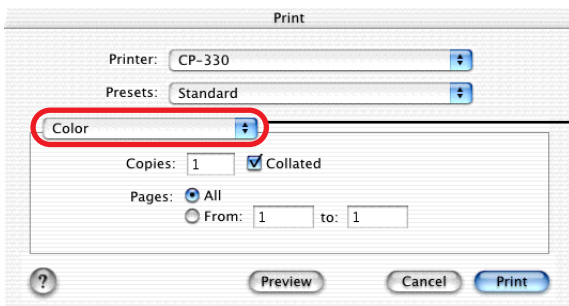 Print
Printer: CP-330
Presets: Standard
Color
Copies: 1 Collated
Pages: All
From: 1 to: 1
? Preview Cancel Print